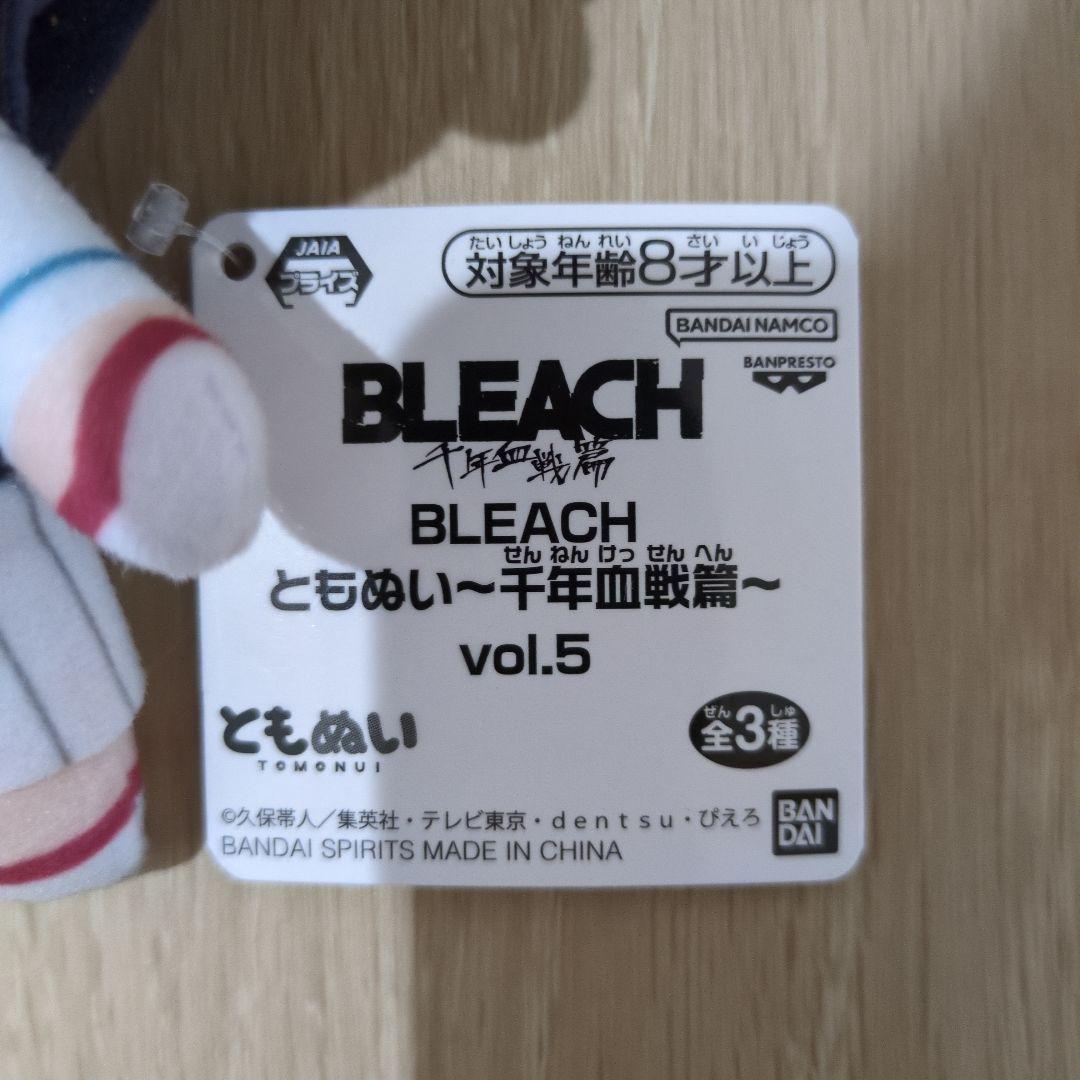 JAIA
プライズ
たいしょうねんれい さいいじょう
対象年齢8才以上
BANDAI NAMCO
BANPRESTO
BLEACH
千年血戦篇
BLEACH
せんねんけっせんへん
ともぬい〜千年血戦篇〜
vol.5
ともぬい
TOMONUI
ぜん しゅ
全3種
©久保帯人／集英社・テレビ東京・dentsu・ぴえろ
BANDAI SPIRITS MADE IN CHINA
BAN
DAI